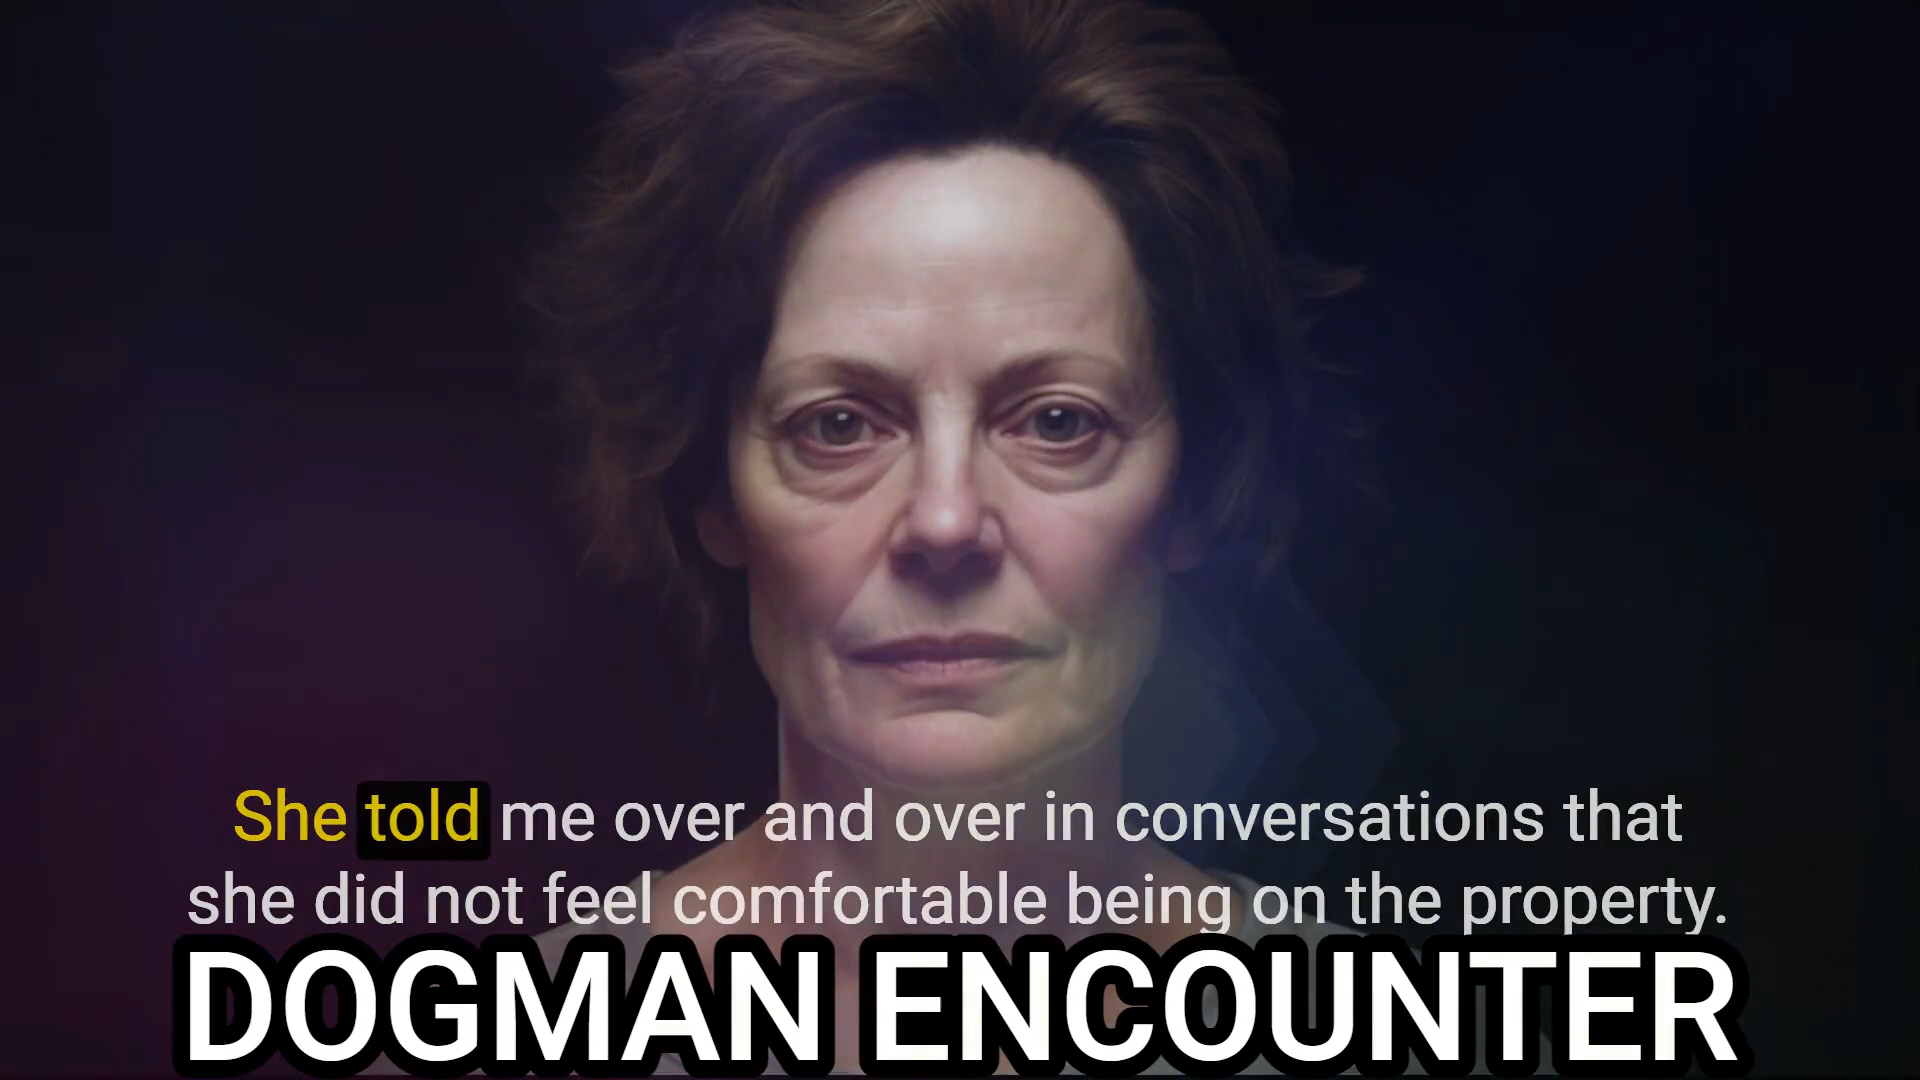 She told me over and over in conversations that
she did not feel comfortable being on the property.
DOGMAN ENCOUNTER